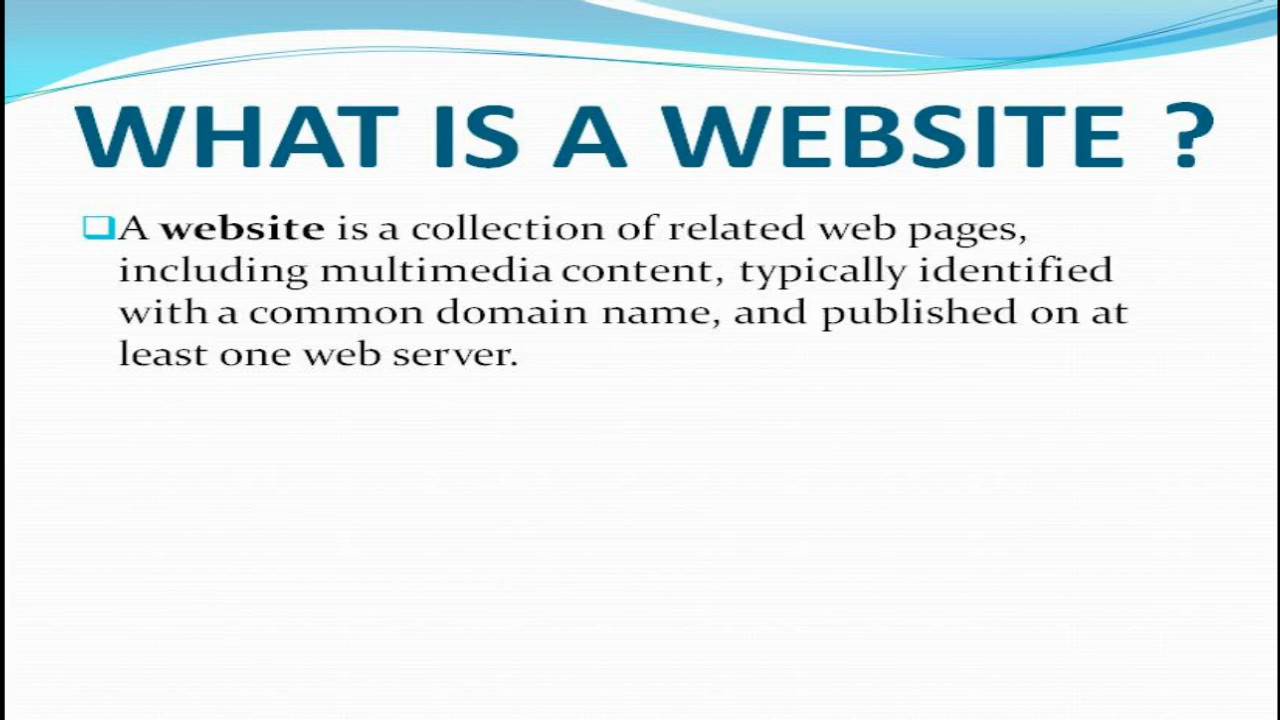 WHAT IS A WEBSITE ?
A website is a collection of related web pages,
including multimedia content, typically identified
with a common domain name, and published on at
least one web server.